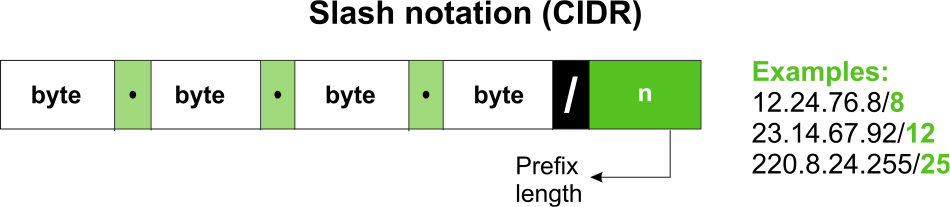 Slash notation (CIDR)
byte . byte . byte . byte / n
Prefix
length
Examples:
12.24.76.8/8
23.14.67.92/12
220.8.24.255/25